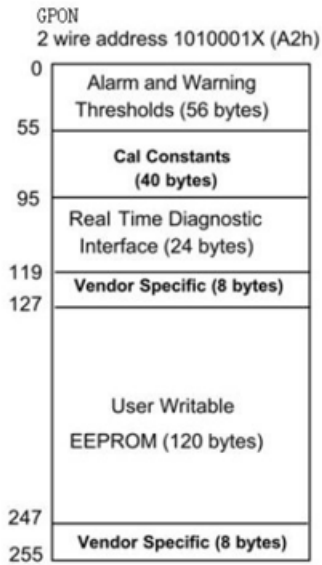 GPON
2 wire address 1010001X (A2h)
0
Alarm and Warning
Thresholds (56 bytes)
55
Cal Constants
(40 bytes)
95
Real Time Diagnostic
Interface (24 bytes)
119
Vendor Specific (8 bytes)
127
User Writable
EEPROM (120 bytes)
247
Vendor Specific (8 bytes)
255